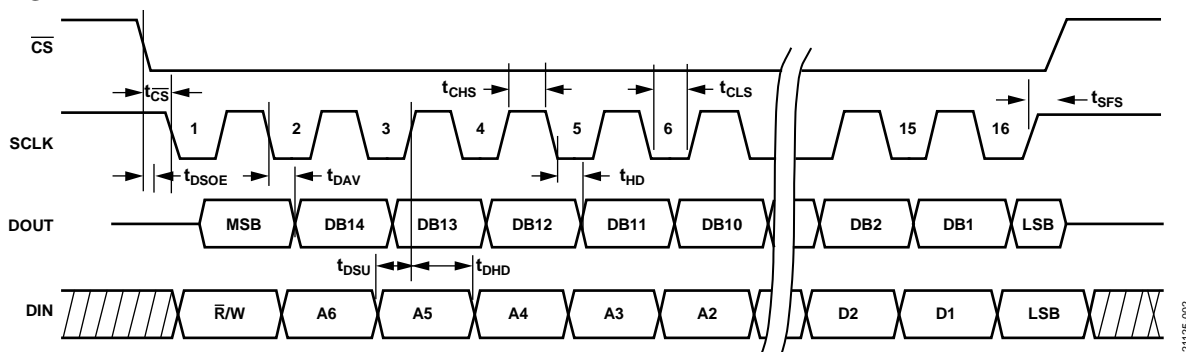 CS
tCS
tCHS
tCLS
tSFS
SCLK
1
2
3
4
5
6
15
16
tDSOE
tDAV
tHD
DOUT
MSB
DB14
DB13
DB12
DB11
DB10
DB2
DB1
LSB
tDSU
tDHD
DIN
R/W
A6
A5
A4
A3
A2
D2
D1
LSB